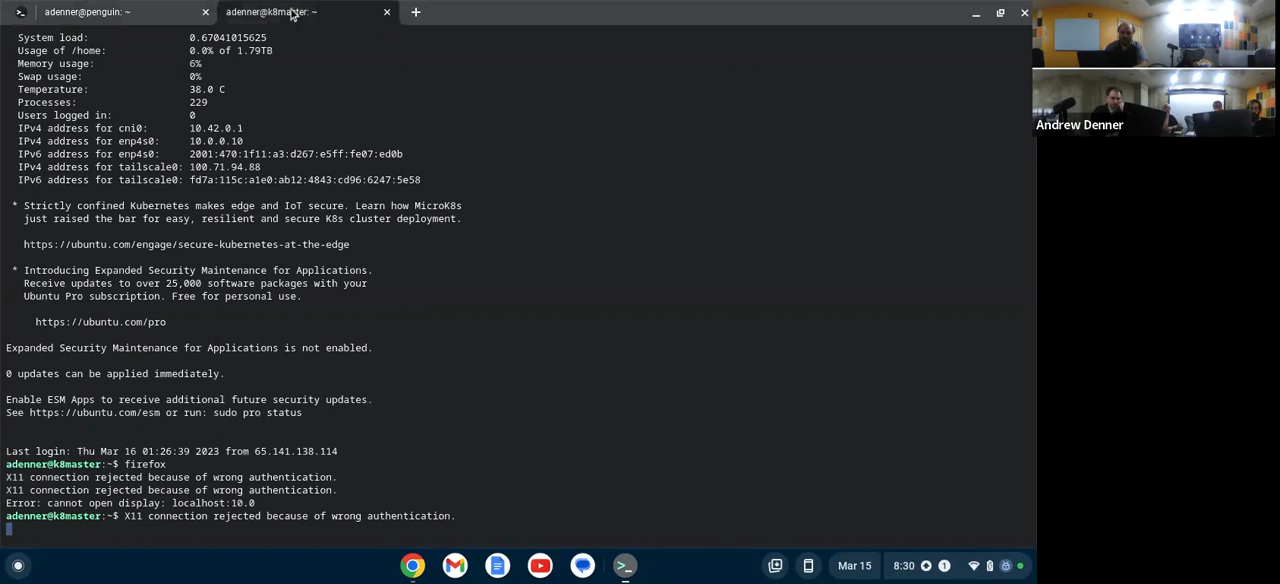 adenner@penguin: ~
adenner@k8master: ~
System load: 0.67041015625
Usage of /home: 0.0% of 1.79TB
Memory usage: 6%
Swap usage: 0%
Temperature: 38.0 C
Processes: 229
Users logged in: 0
IPv4 address for cni0: 10.42.0.1
IPv4 address for enp4s0: 10.0.0.10
IPv6 address for enp4s0: 2001:470:1f11:a3:d267:e5ff:fe07:ed0b
IPv4 address for tailscale0: 100.71.94.88
IPv6 address for tailscale0: fd7a:115c:a1e0:ab12:4843:cd96:6247:5e58
* Strictly confined Kubernetes makes edge and IoT secure. Learn how MicroK8s
just raised the bar for easy, resilient and secure K8s cluster deployment.
https://ubuntu.com/engage/secure-kubernetes-at-the-edge
* Introducing Expanded Security Maintenance for Applications.
Receive updates to over 25,000 software packages with your
Ubuntu Pro subscription. Free for personal use.
https://ubuntu.com/pro
Expanded Security Maintenance for Applications is not enabled.
0 updates can be applied immediately.
Enable ESM Apps to receive additional future security updates.
See https://ubuntu.com/esm or run: sudo pro status
Last login: Thu Mar 16 01:26:39 2023 from 65.141.138.114
adenner@k8master:~$ firefox
X11 connection rejected because of wrong authentication.
X11 connection rejected because of wrong authentication.
Error: cannot open display: localhost:10.0
adenner@k8master:~$ X11 connection rejected because of wrong authentication.
Andrew Denner
Mar 15
8:30
1